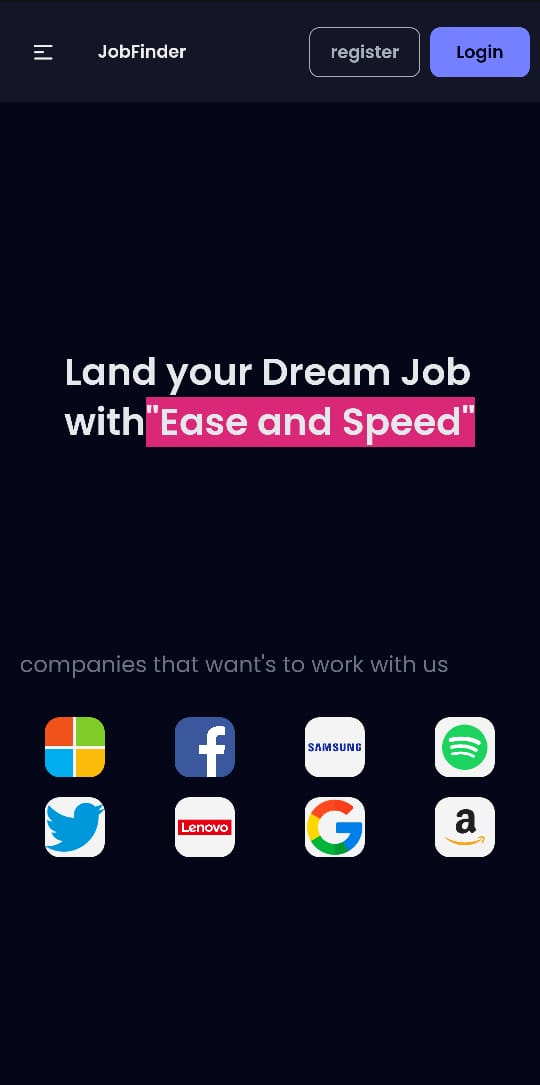 JobFinder
register
Login
Land your Dream Job
with"Ease and Speed"
companies that want's to work with us
SAMSUNG
Lenovo